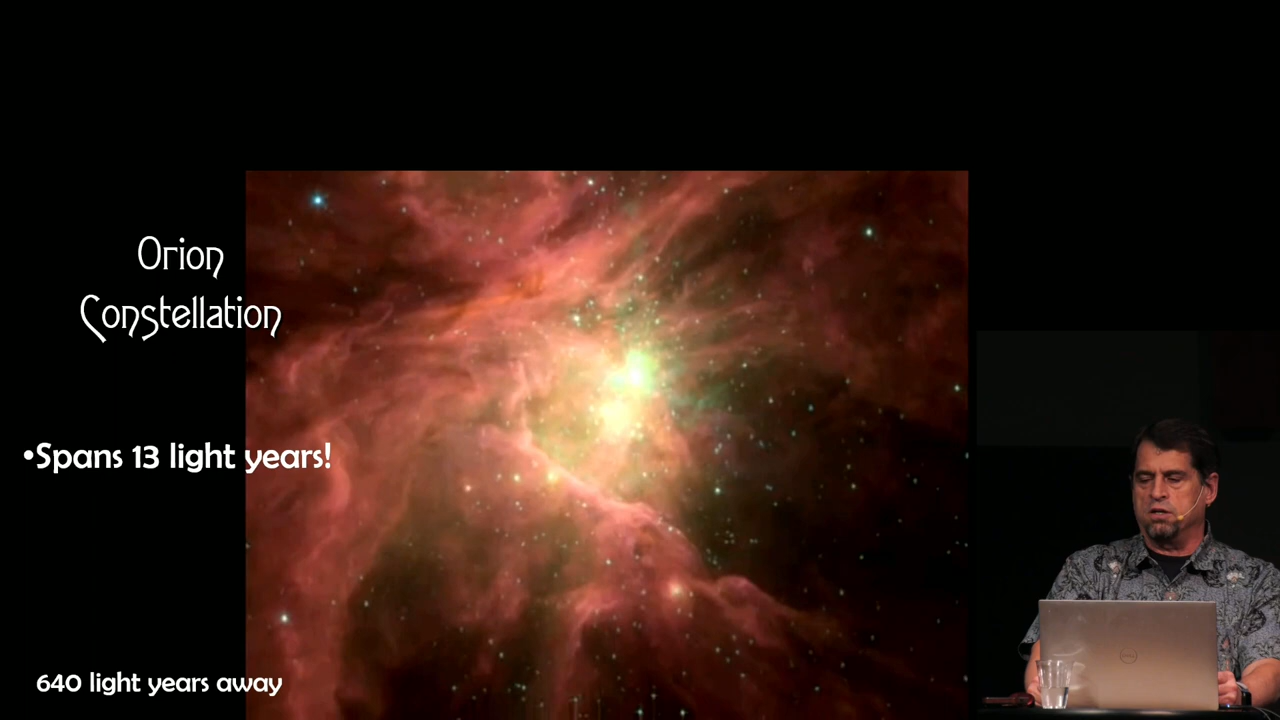 Orion
Constellation
•Spans 13 light years!
640 light years away